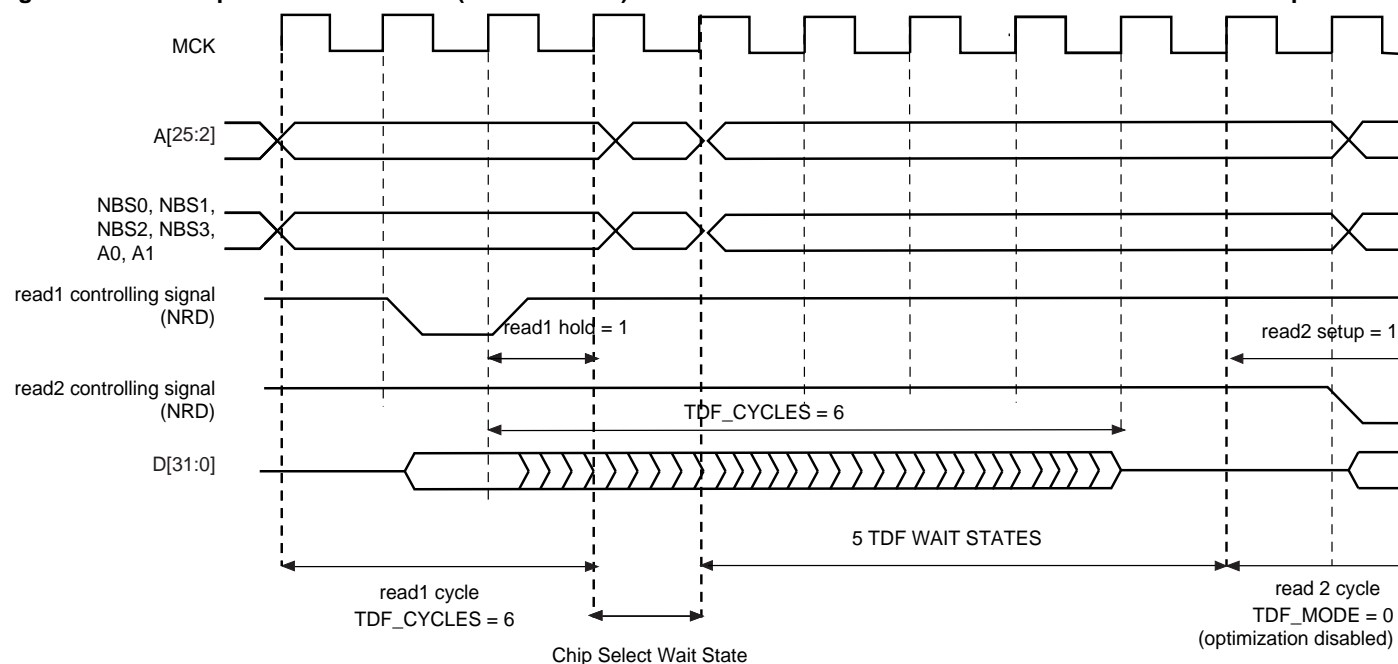 MCK
A[25:2]
NBS0, NBS1,
NBS2, NBS3,
A0, A1
read1 controlling signal
(NRD)
read1 hold = 1
read2 setup = 1
read2 controlling signal
(NRD)
TDF_CYCLES = 6
D[31:0]
5 TDF WAIT STATES
read1 cycle
TDF_CYCLES = 6
Chip Select Wait State
read 2 cycle
TDF_MODE = 0
(optimization disabled)